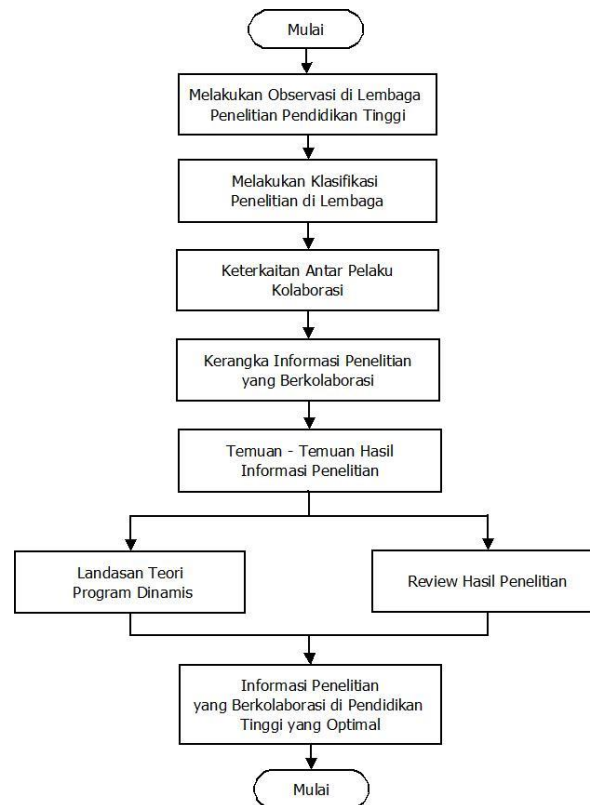 Mulai
Melakukan Observasi di Lembaga
Penelitian Pendidikan Tinggi
Melakukan Klasifikasi
Penelitian di Lembaga
Keterkaitan Antar Pelaku
Kolaborasi
Kerangka Informasi Penelitian
yang Berkolaborasi
Temuan - Temuan Hasil
Informasi Penelitian
Landasan Teori
Program Dinamis
Review Hasil Penelitian
Informasi Penelitian
yang Berkolaborasi di Pendidikan
Tinggi yang Optimal
Mulai